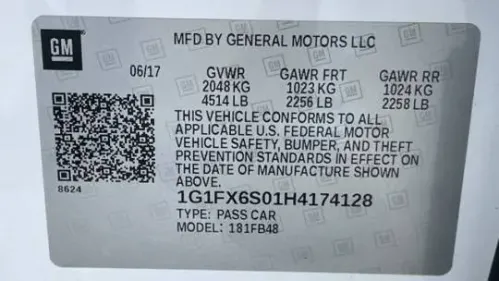 GM
MFD BY GENERAL MOTORS LLC
06/17 GVWR GAWR FRT GAWR RR
2048 KG 1023 KG 1024 KG
4514 LB 2256 LB 2258 LB
THIS VEHICLE CONFORMS TO ALL
APPLICABLE U.S. FEDERAL MOTOR
VEHICLE SAFETY, BUMPER, AND THEFT
PREVENTION STANDARDS IN EFFECT ON
THE DATE OF MANUFACTURE SHOWN
ABOVE.
8624
1G1FX6S01H4174128
TYPE: PASS CAR
MODEL: 181FB48